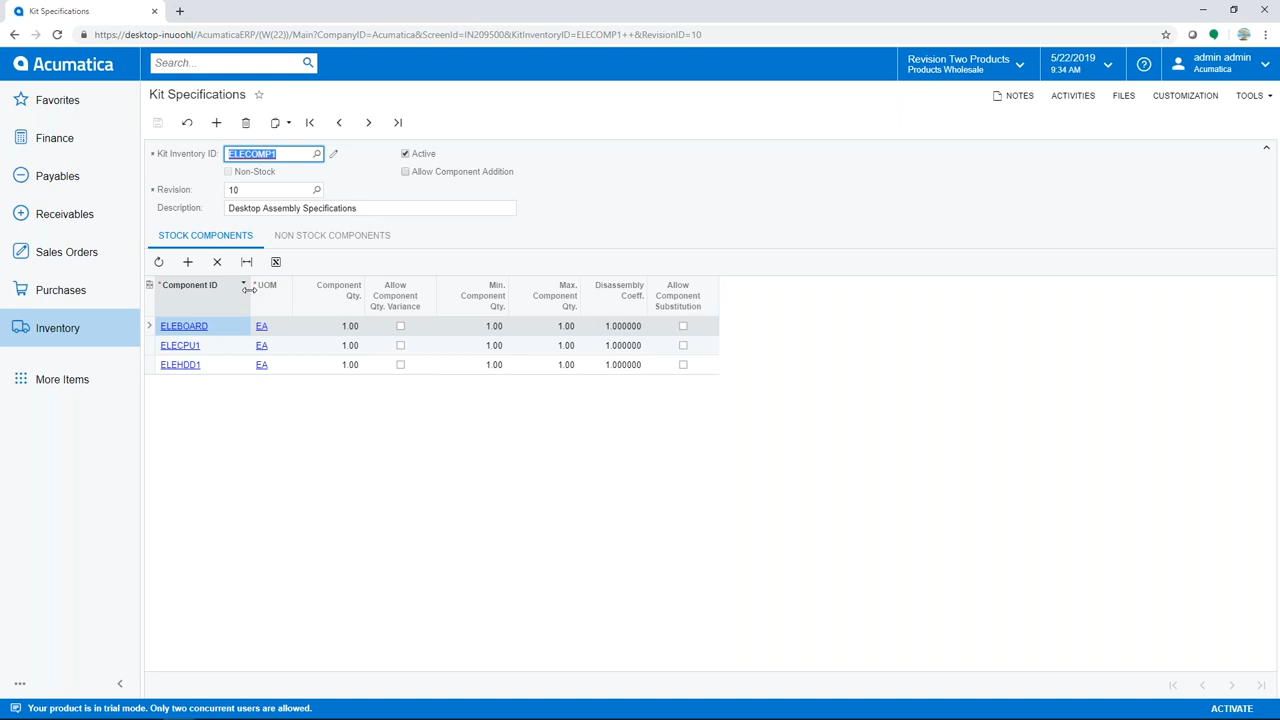 Kit Specifications
https://desktop-inuoohl/AcumaticaERP/(W(22))/Main?CompanyID=Acumatica&ScreenId=IN209500&KitInventoryID=ELECOMP1++&RevisionID=10
Acumatica
Search...
Revision Two Products
Products Wholesale
5/22/2019
9:34 AM
admin admin
Acumatica
Favorites
Finance
Payables
Receivables
Sales Orders
Purchases
Inventory
More Items
Kit Specifications
NOTES ACTIVITIES FILES CUSTOMIZATION TOOLS
* Kit Inventory ID: ELECOMP1
Active
Non-Stock
Allow Component Addition
* Revision: 10
Description: Desktop Assembly Specifications
STOCK COMPONENTS NON STOCK COMPONENTS
* Component ID * UOM Component Qty. Allow Component Qty. Variance Min. Component Qty. Max. Component Qty. Disassembly Coeff. Allow Component Substitution
ELEBOARD EA 1.00 1.00 1.00 1.000000
ELECPU1 EA 1.00 1.00 1.00 1.000000
ELEHDD1 EA 1.00 1.00 1.00 1.000000
Your product is in trial mode. Only two concurrent users are allowed.
ACTIVATE